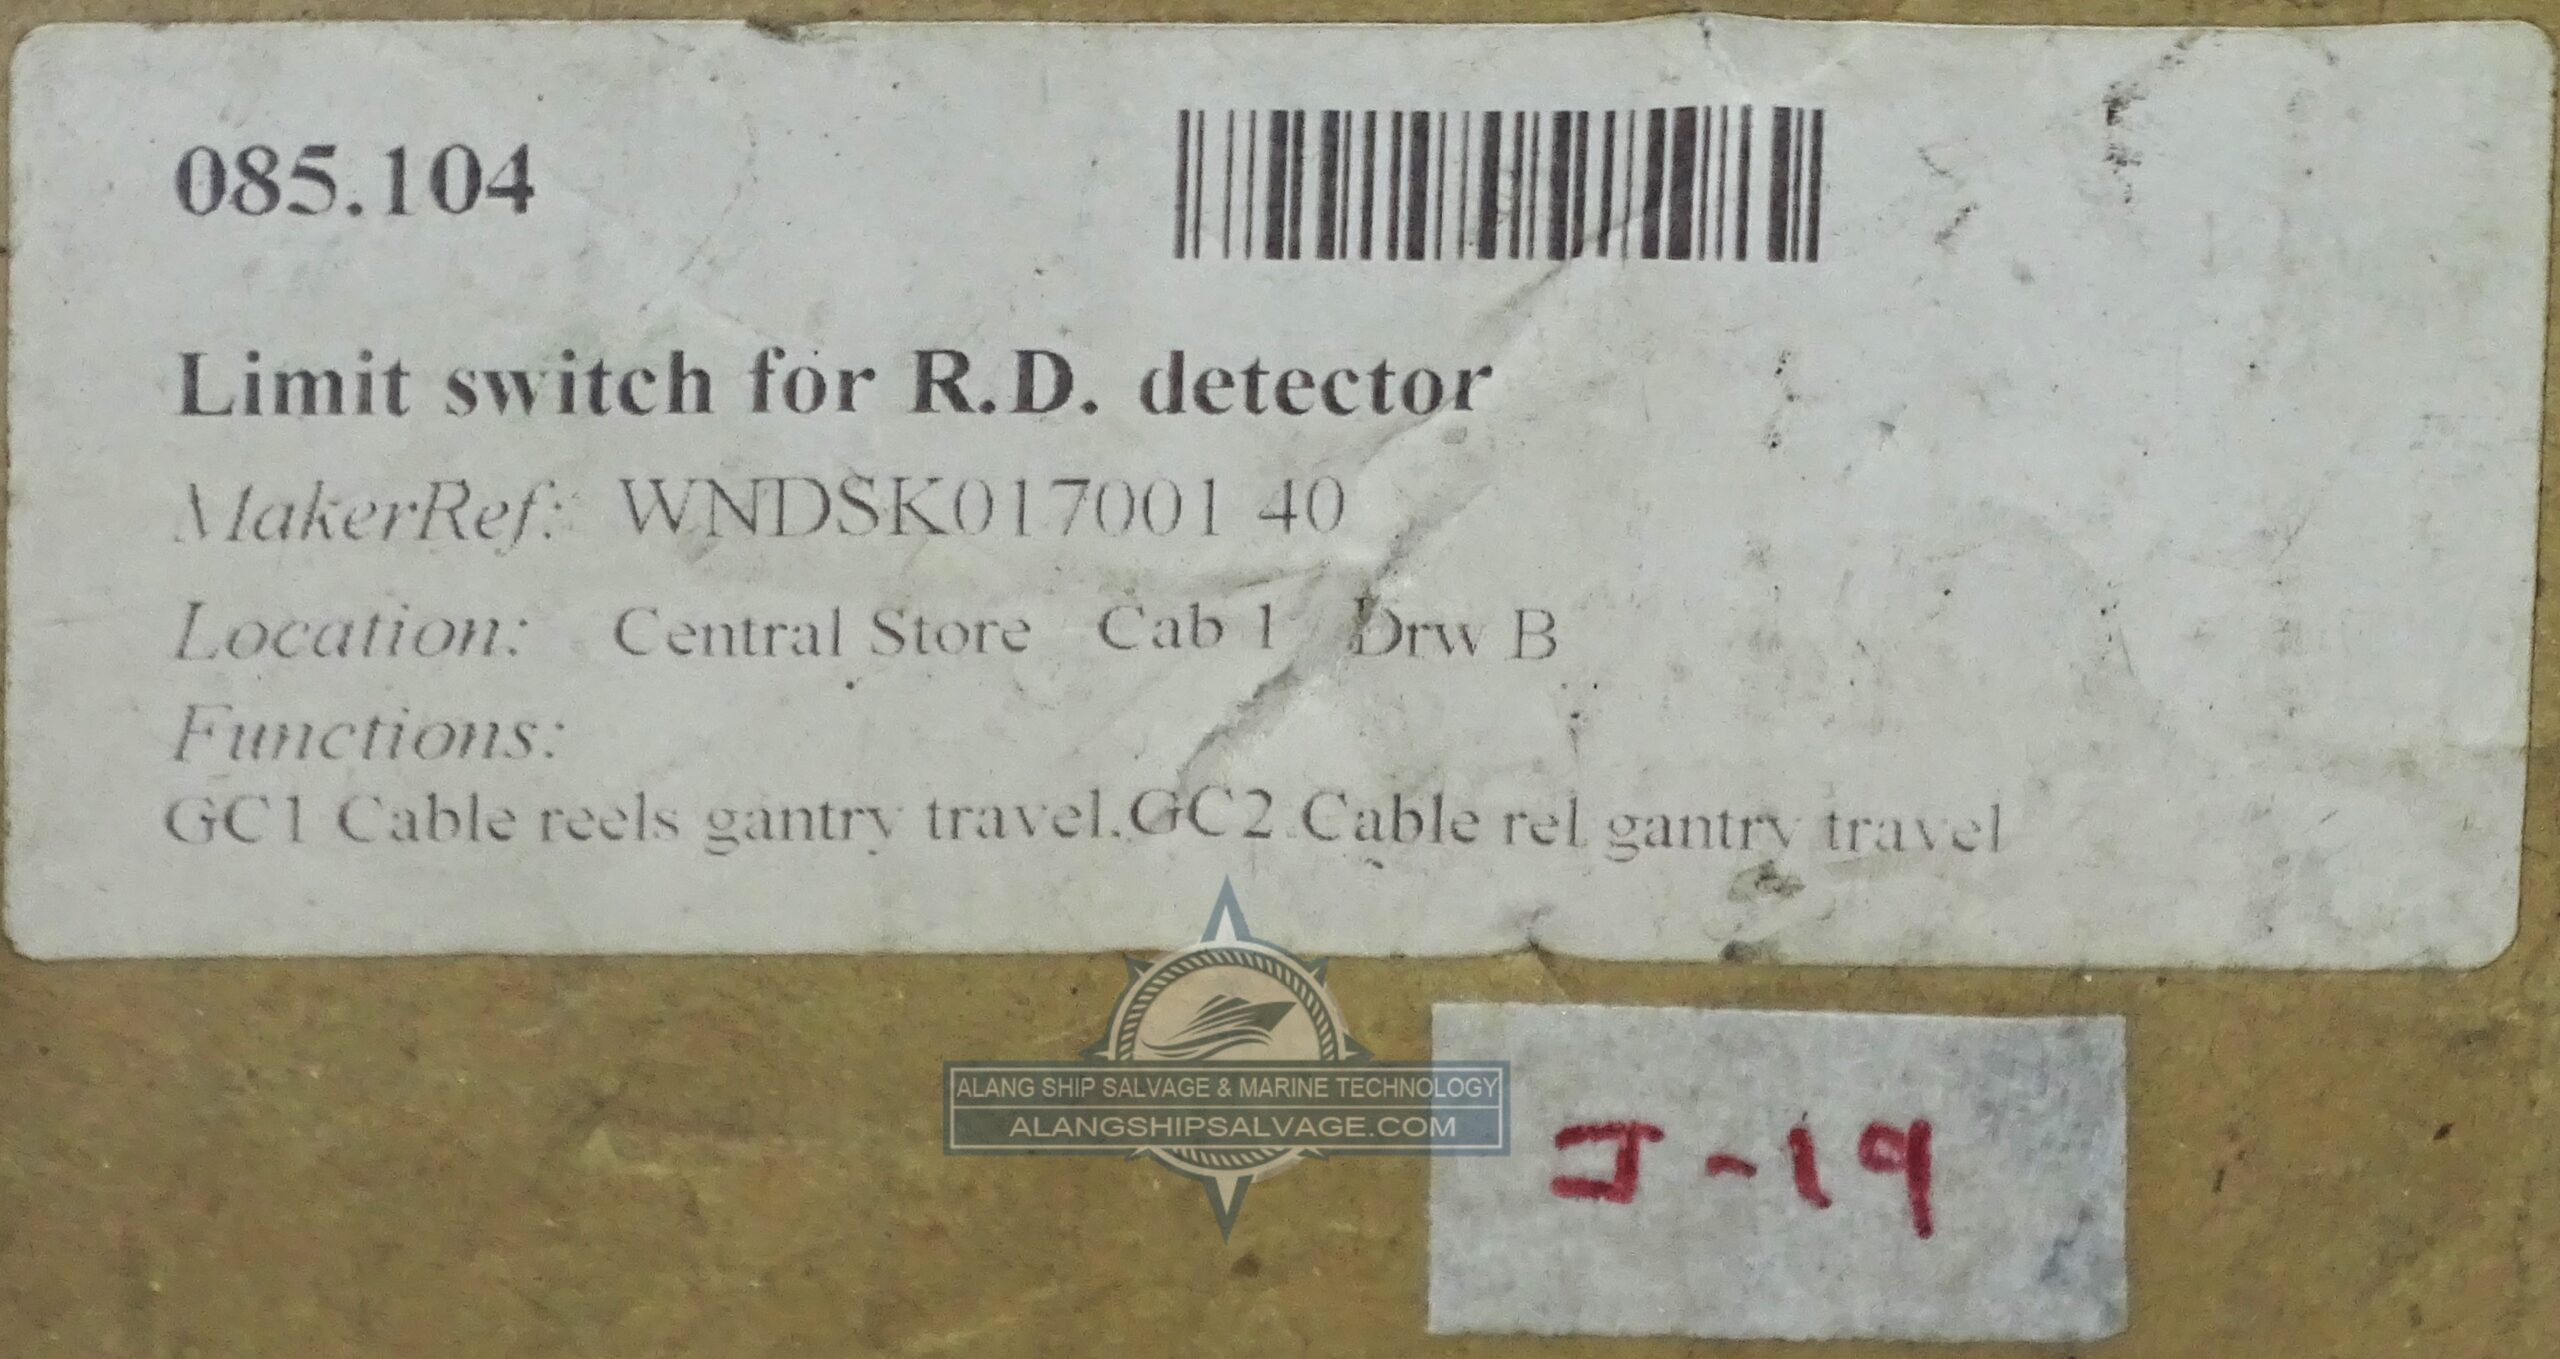 085.104
Limit switch for R.D. detector
MakerRef: WNDSK017001 40
Location: Central Store Cab 1 Drw B
Functions:
GC1 Cable reels gantry travel.GC2 Cable rel gantry travel
ALANG SHIP SALVAGE & MARINE TECHNOLOGY
ALANGSHIPSALVAGE.COM
J-19